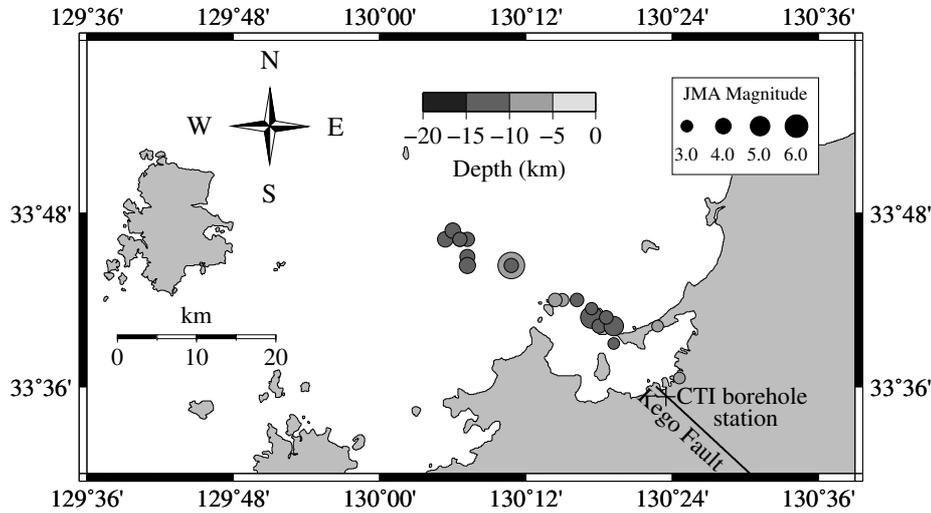 129°36' 129°48' 130°00' 130°12' 130°24' 130°36'
N
W E
S
−20 −15 −10 −5 0
Depth (km)
JMA Magnitude
3.0 4.0 5.0 6.0
33°48' 33°48'
km
0 10 20
33°36' 33°36'
CTI borehole
station
Kego Fault
129°36' 129°48' 130°00' 130°12' 130°24' 130°36'